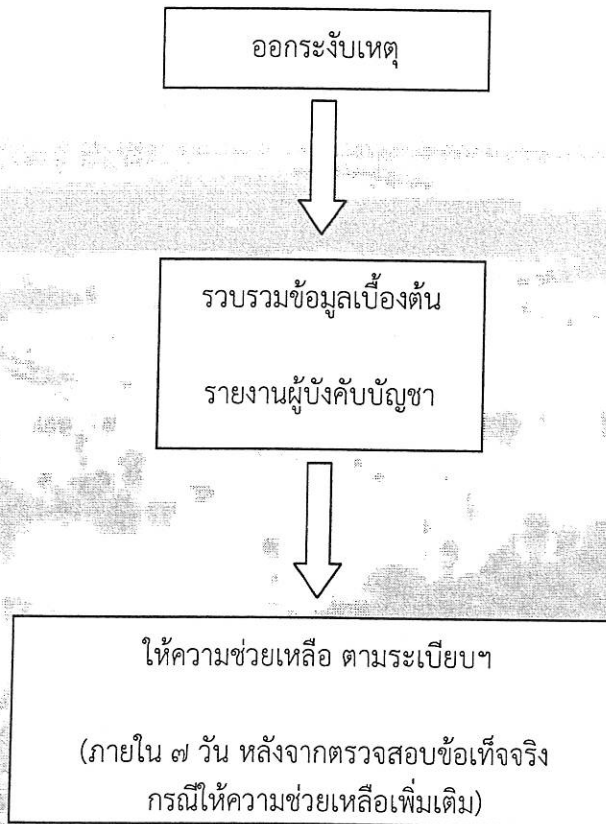 ออกระงับเหตุ
รวบรวมข้อมูลเบื้องต้น
รายงานผู้บังคับบัญชา
ให้ความช่วยเหลือ ตามระเบียบฯ
(ภายใน ๗ วัน หลังจากตรวจสอบข้อเท็จจริง
กรณีให้ความช่วยเหลือเพิ่มเติม)